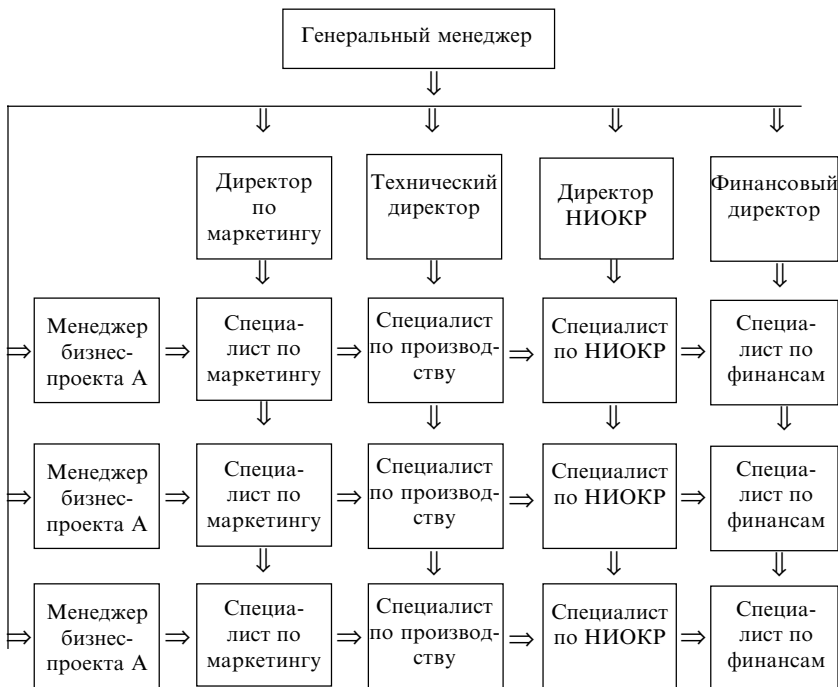 Генеральный менеджер
Директор
по
маркетингу
Технический
директор
Директор
НИОКР
Финансовый
директор
Менеджер
бизнес-
проекта А
Специа-
лист по
маркетингу
Специалист
по производ-
ству
Специалист
по НИОКР
Специа-
лист по
финансам
Менеджер
бизнес-
проекта А
Специа-
лист по
маркетингу
Специалист
по производ-
ству
Специалист
по НИОКР
Специа-
лист по
финансам
Менеджер
бизнес-
проекта А
Специа-
лист по
маркетингу
Специалист
по производ-
ству
Специалист
по НИОКР
Специа-
лист по
финансам